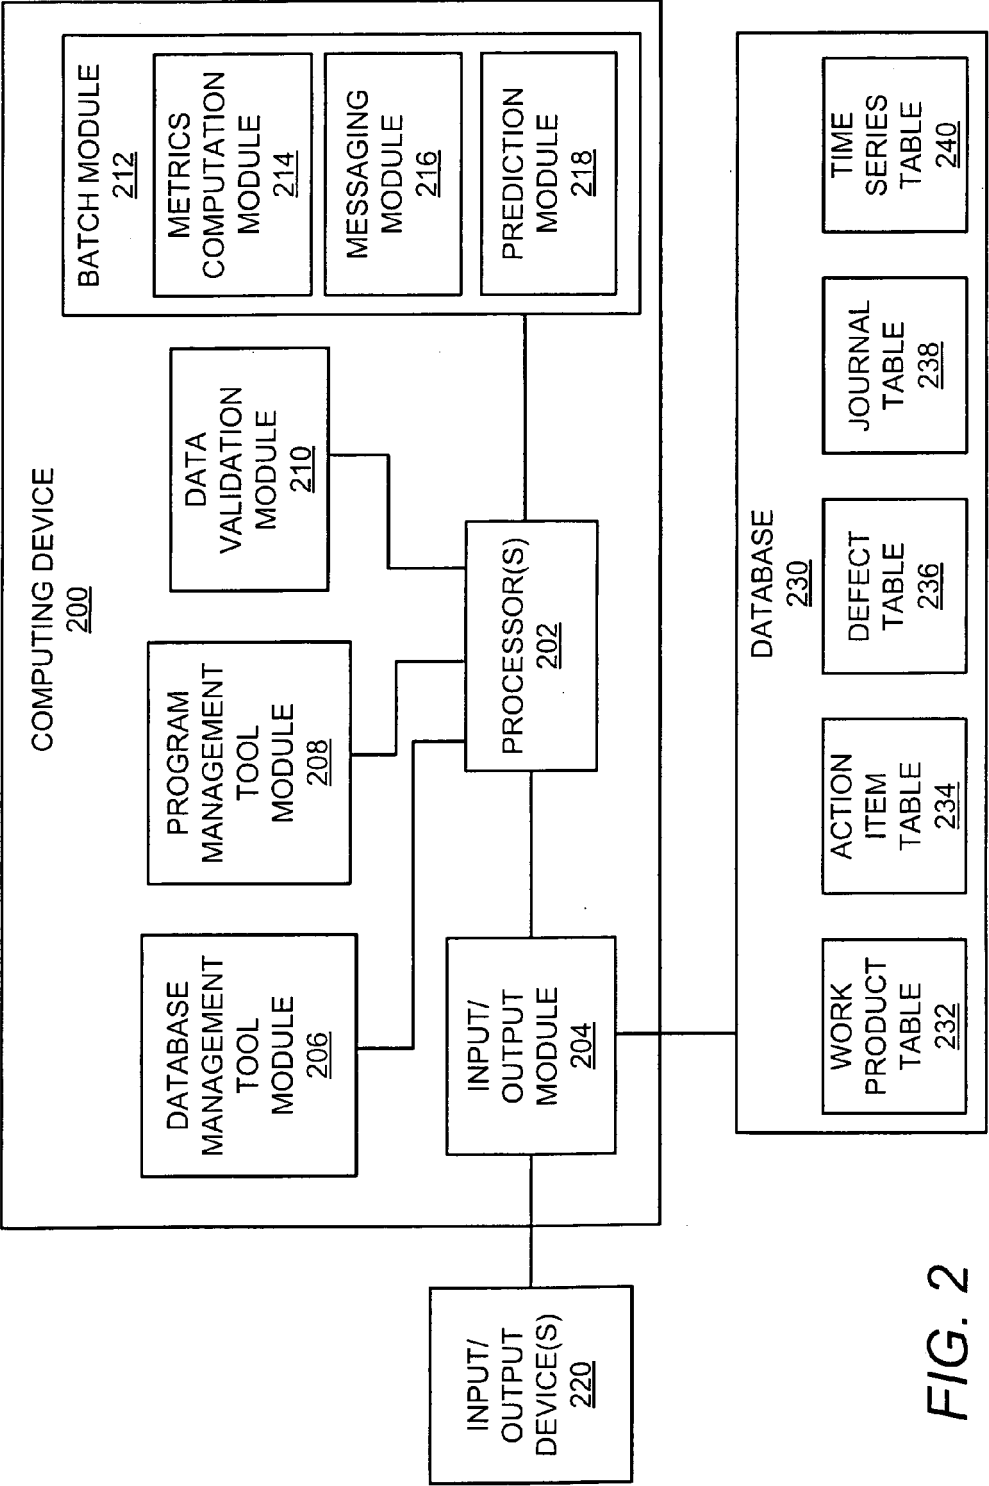 COMPUTING DEVICE
200
DATABASE
MANAGEMENT
TOOL
MODULE
206
PROGRAM
MANAGEMENT
TOOL
MODULE
208
DATA
VALIDATION
MODULE
210
BATCH MODULE
212
METRICS
COMPUTATION
MODULE
214
MESSAGING
MODULE
216
PREDICTION
MODULE
218
PROCESSOR(S)
202
INPUT/
OUTPUT
MODULE
204
INPUT/
OUTPUT
DEVICE(S)
220
DATABASE
230
WORK
PRODUCT
TABLE
232
ACTION
ITEM
TABLE
234
DEFECT
TABLE
236
JOURNAL
TABLE
238
TIME
SERIES
TABLE
240
FIG. 2